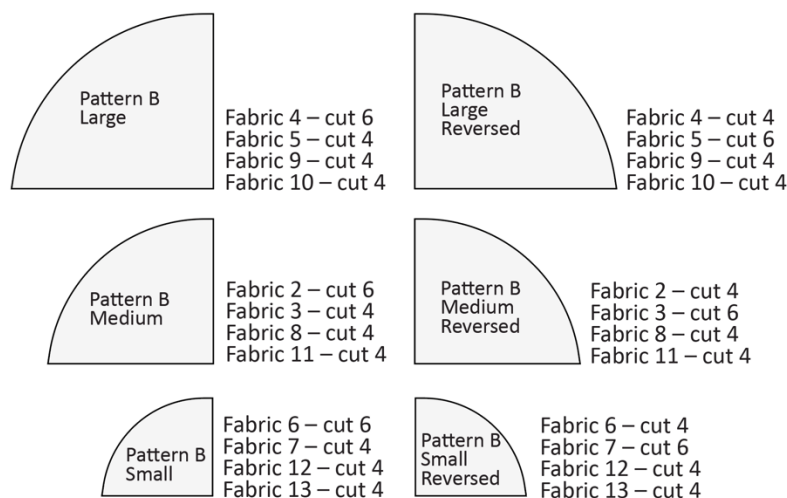 Pattern B
Large
Fabric 4 – cut 6
Fabric 5 – cut 4
Fabric 9 – cut 4
Fabric 10 – cut 4
Pattern B
Large
Reversed
Fabric 4 – cut 4
Fabric 5 – cut 6
Fabric 9 – cut 4
Fabric 10 – cut 4
Pattern B
Medium
Fabric 2 – cut 6
Fabric 3 – cut 4
Fabric 8 – cut 4
Fabric 11 – cut 4
Pattern B
Medium
Reversed
Fabric 2 – cut 4
Fabric 3 – cut 6
Fabric 8 – cut 4
Fabric 11 – cut 4
Pattern B
Small
Fabric 6 – cut 6
Fabric 7 – cut 4
Fabric 12 – cut 4
Fabric 13 – cut 4
Pattern B
Small
Reversed
Fabric 6 – cut 4
Fabric 7 – cut 6
Fabric 12 – cut 4
Fabric 13 – cut 4